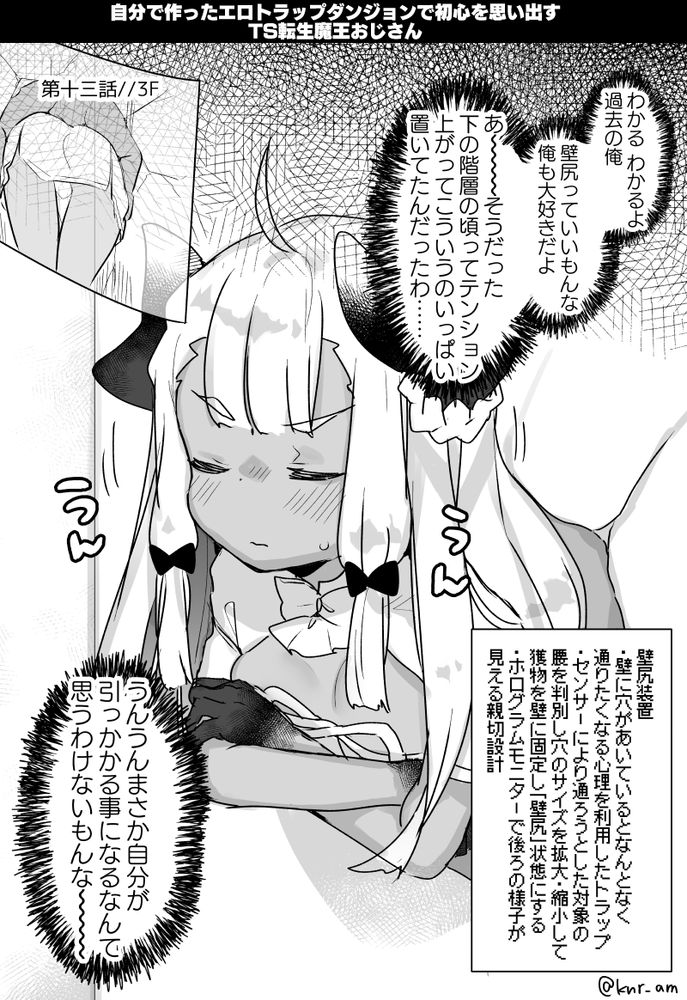 自分で作ったエロトラップダンジョンで初心を思い出す
TS転生魔王おじさん
第十三話//3F
わかる わかるよ
過去の俺
壁尻っていいもんな
俺も大好きだよ
あ～～～そうだった
下の階層の頃ってテンション
上がってこういうのいっぱい
置いてたんだったわ……
うん
うん
壁尻装置
・壁に穴があいているとなんとなく
通りたくなる心理を利用したトラップ
・センサーにより通ろうとした対象の
腰を判別し穴のサイズを拡大・縮小して
獲物を壁に固定し「壁尻」状態にする
・ホログラムモニターで後ろの様子が
見える親切設計
うんうんまさか自分が
引っかかる事になるなんて
思うわけないもんな～～～
@knr_am